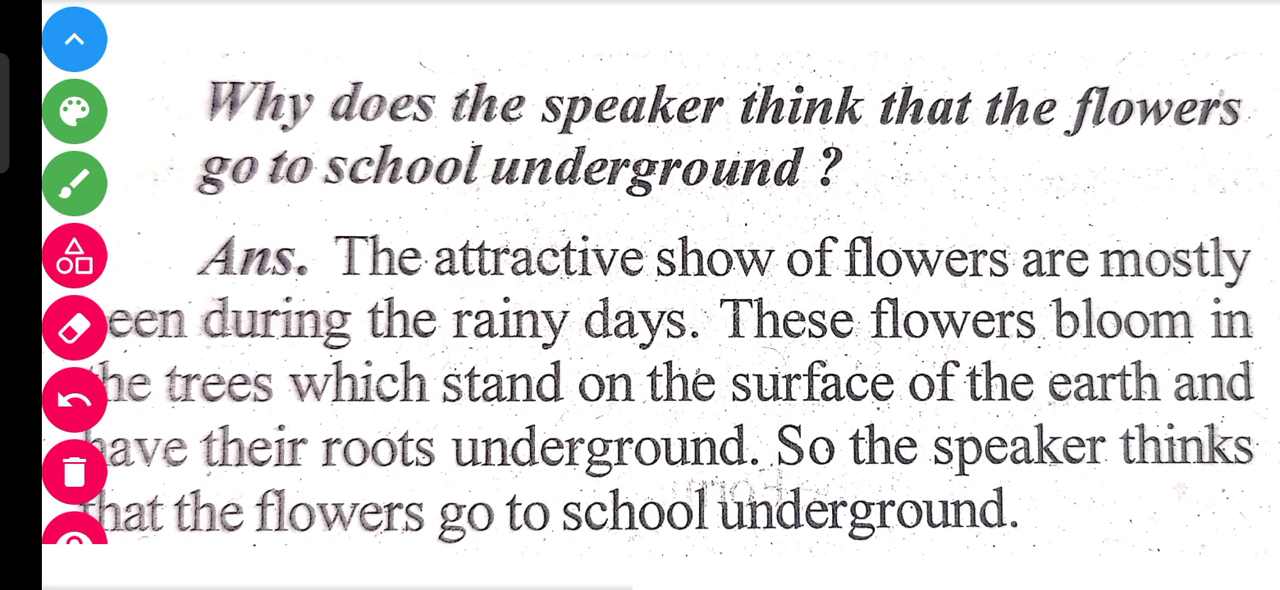 Why does the speaker think that the flowers
go to school underground ?
Ans. The attractive show of flowers are mostly
een during the rainy days. These flowers bloom in
he trees which stand on the surface of the earth and
have their roots underground. So the speaker thinks
that the flowers go to school underground.